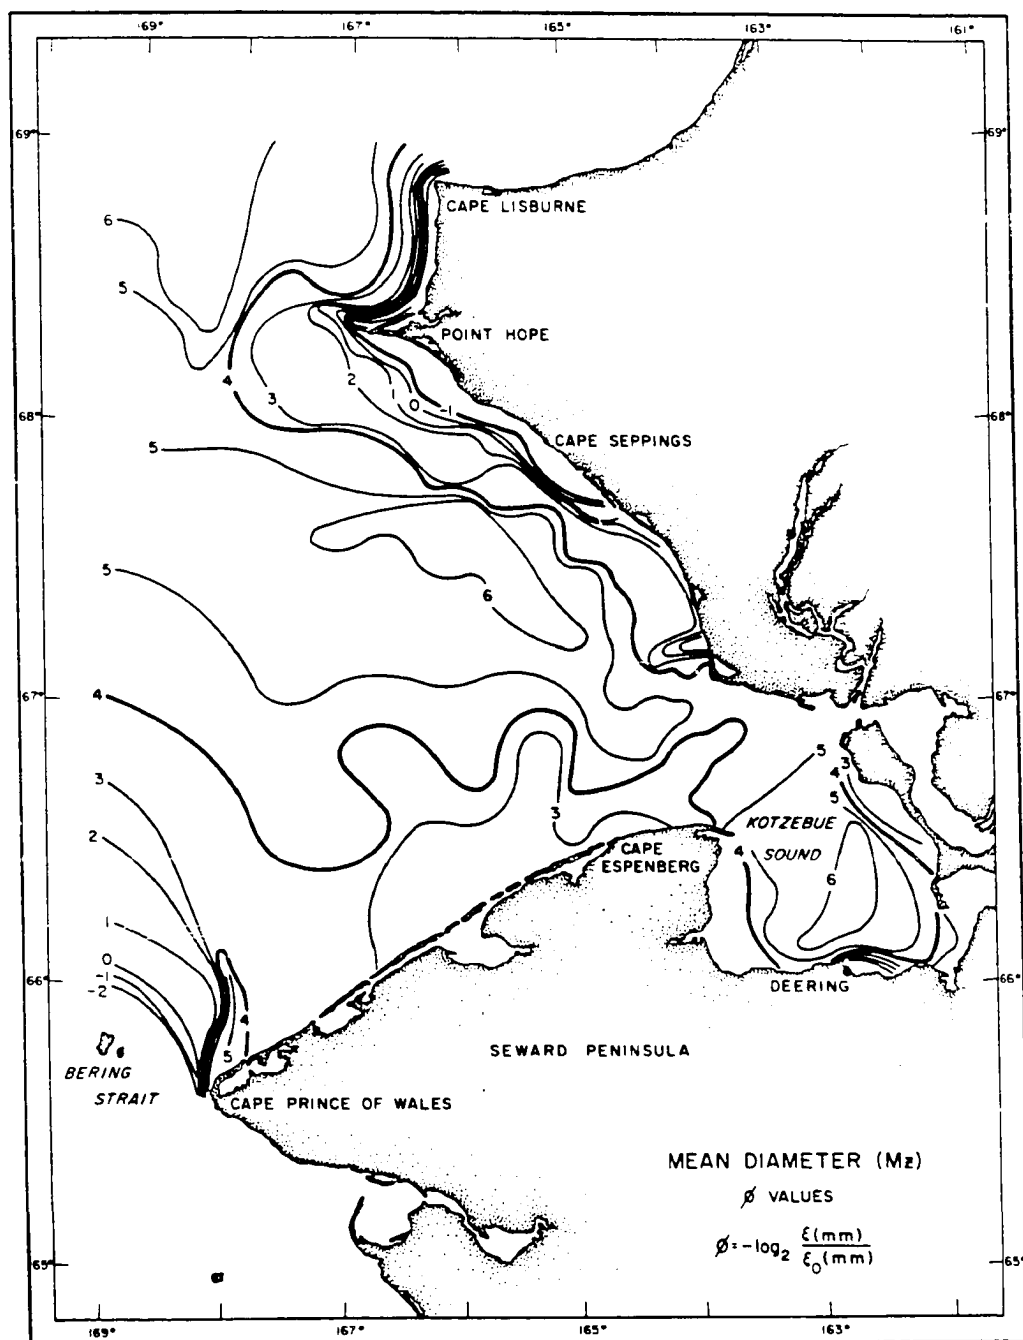 169° 167° 163° 161°
69° 69°
CAPE LISBURNE
6
5
POINT HOPE
4
3
2
1
0
-1
68° 68°
CAPE SEPPINGS
5
5
6
67° 67°
4
5
3
4
5
3
3
2
KOTZEBUE
SOUND
4
CAPE
ESPENBERG
6
1
0
-1
-2
66° 66°
DEERING
4
5
SEWARD PENINSULA
BERING
STRAIT
CAPE PRINCE OF WALES
MEAN DIAMETER (Mz)
ø VALUES
ø=-log₂ ξ(mm)/ξ₀(mm)
65° 65°
169° 167° 165° 163°